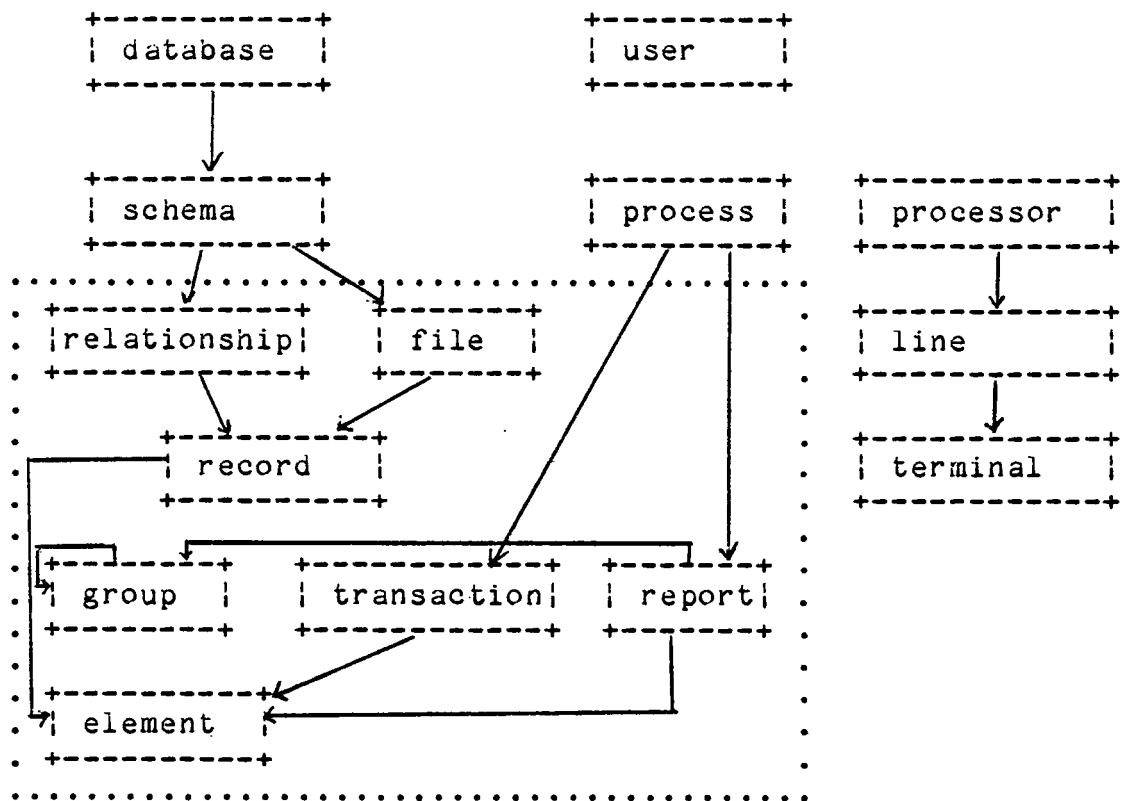 database user
schema process processor
relationship file line
record terminal
group transaction report
element